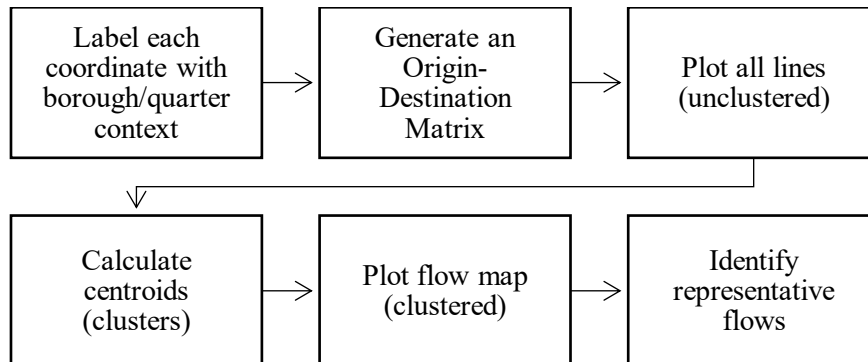 Label each
coordinate with
borough/quarter
context
Generate an
Origin-
Destination
Matrix
Plot all lines
(unclustered)
Calculate
centroids
(clusters)
Plot flow map
(clustered)
Identify
representative
flows